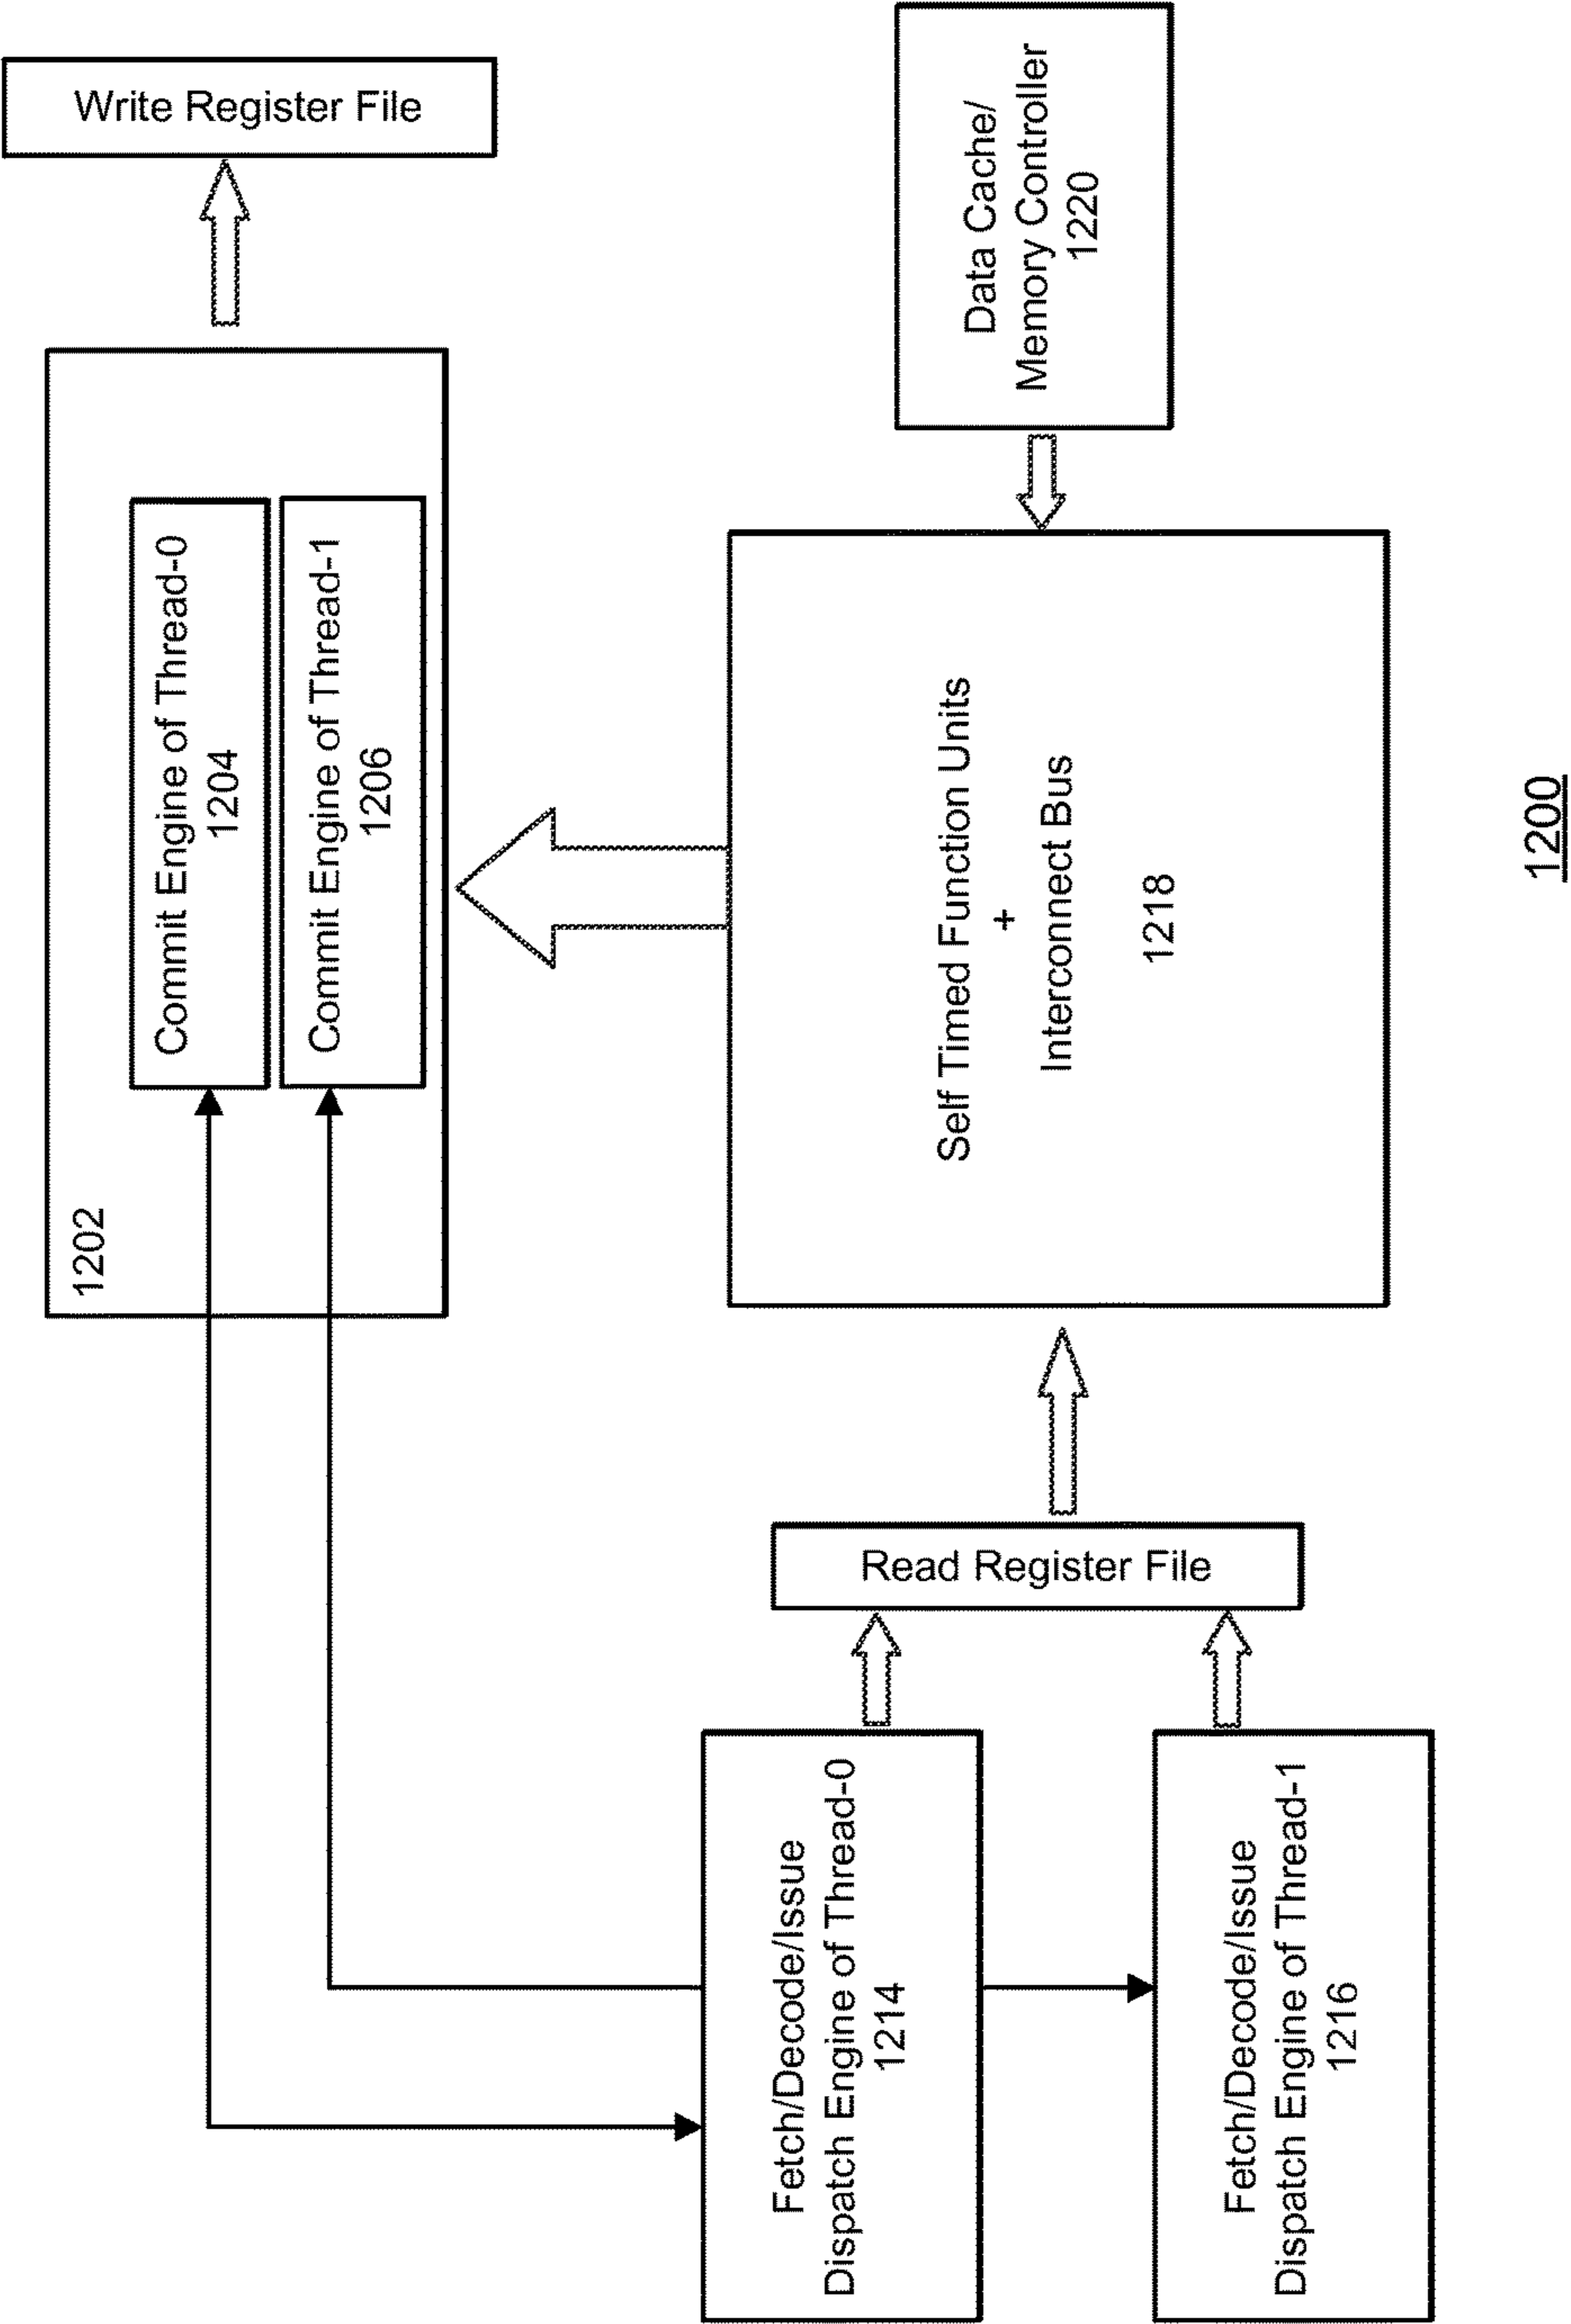 Write Register File
1202
Commit Engine of Thread-0
1204
Commit Engine of Thread-1
1206
Data Cache/
Memory Controller
1220
Self Timed Function Units
+
Interconnect Bus
1218
Read Register File
Fetch/Decode/Issue
Dispatch Engine of Thread-0
1214
Fetch/Decode/Issue
Dispatch Engine of Thread-1
1216
1200